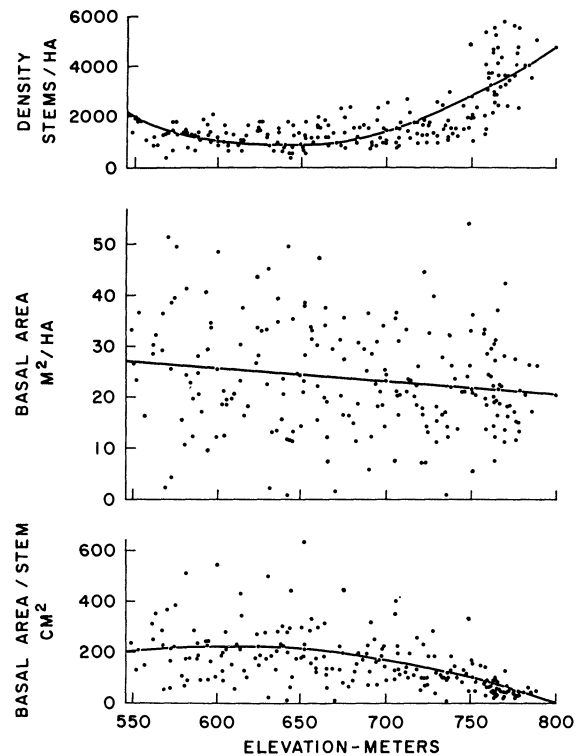 DENSITY
STEMS/HA
6000
4000
2000
0
BASAL AREA
M²/HA
50
40
30
20
10
0
BASAL AREA / STEM
CM²
600
400
200
0
550 600 650 700 750 800
ELEVATION-METERS